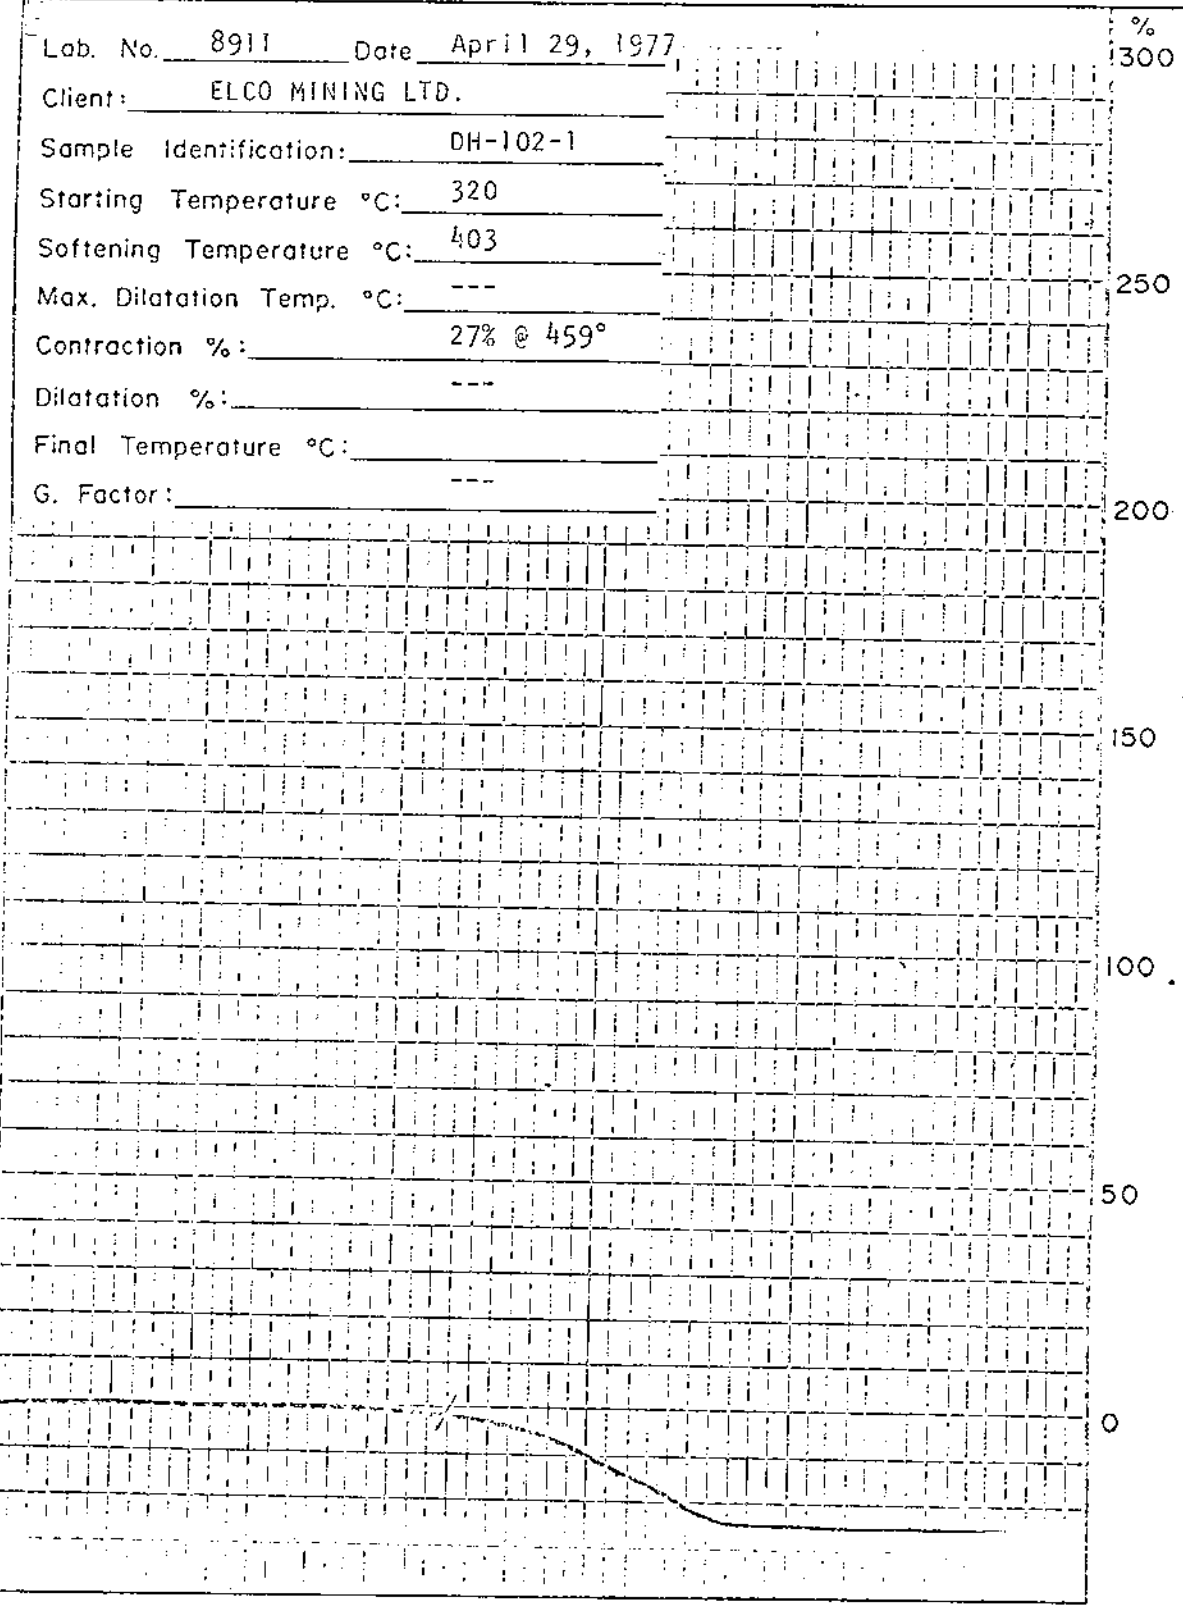 Lab. No. 8911 Date April 29, 1977
Client: ELCO MINING LTD.
Sample Identification: DH-102-1
Starting Temperature °C: 320
Softening Temperature °C: 403
Max. Dilatation Temp. °C: ---
Contraction %: 27% @ 459°
Dilatation %: ---
Final Temperature °C:
G. Factor: ---
%
300
250
200
150
100
50
0